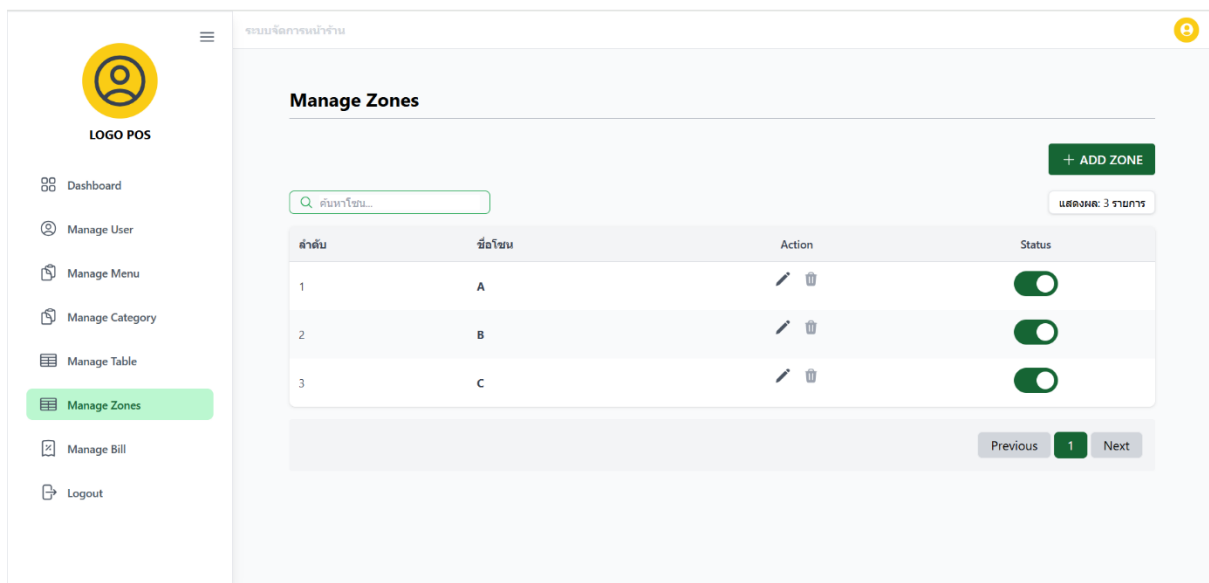 ระบบจัดการหน้าร้าน
LOGO POS
Dashboard
Manage User
Manage Menu
Manage Category
Manage Table
Manage Zones
Manage Bill
Logout
Manage Zones
+ ADD ZONE
ค้นหาโซน...
แสดงผล: 3 รายการ
ลำดับ ชื่อโซน Action Status
1 A
2 B
3 C
Previous 1 Next